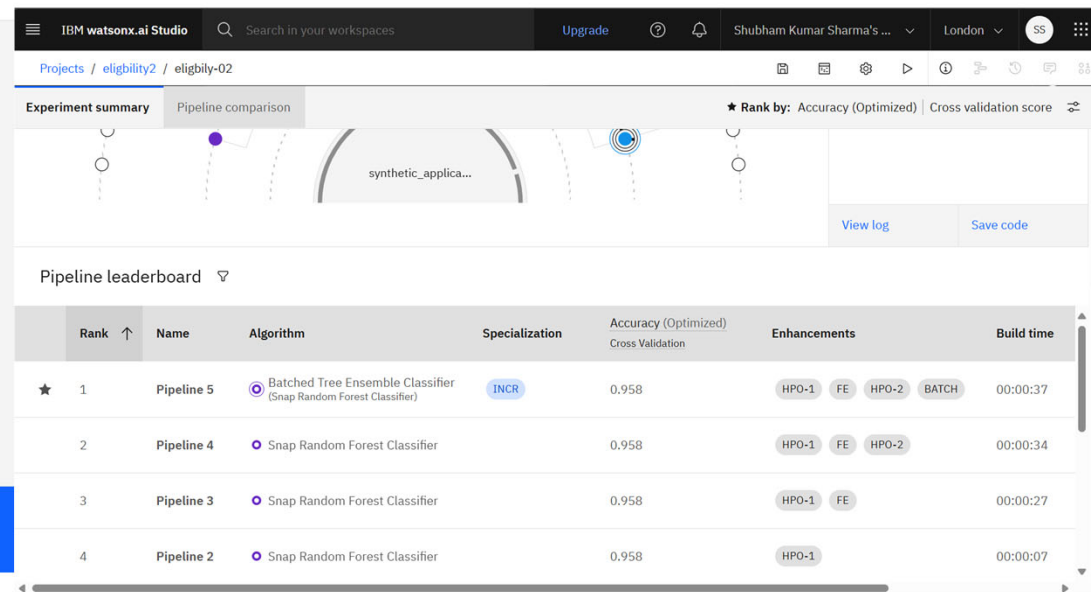 IBM watsonx.ai Studio Search in your workspaces Upgrade Shubham Kumar Sharma's ... London SS
Projects / eligbility2 / eligbily-02
Experiment summary Pipeline comparison ★ Rank by: Accuracy (Optimized) | Cross validation score
synthetic_applica...
View log Save code
Pipeline leaderboard
Rank ↑ Name Algorithm Specialization Accuracy (Optimized) Enhancements Build time
Cross Validation
★ 1 Pipeline 5 Batched Tree Ensemble Classifier INCR 0.958 HPO-1 FE HPO-2 BATCH 00:00:37
(Snap Random Forest Classifier)
2 Pipeline 4 Snap Random Forest Classifier 0.958 HPO-1 FE HPO-2 00:00:34
3 Pipeline 3 Snap Random Forest Classifier 0.958 HPO-1 FE 00:00:27
4 Pipeline 2 Snap Random Forest Classifier 0.958 HPO-1 00:00:07